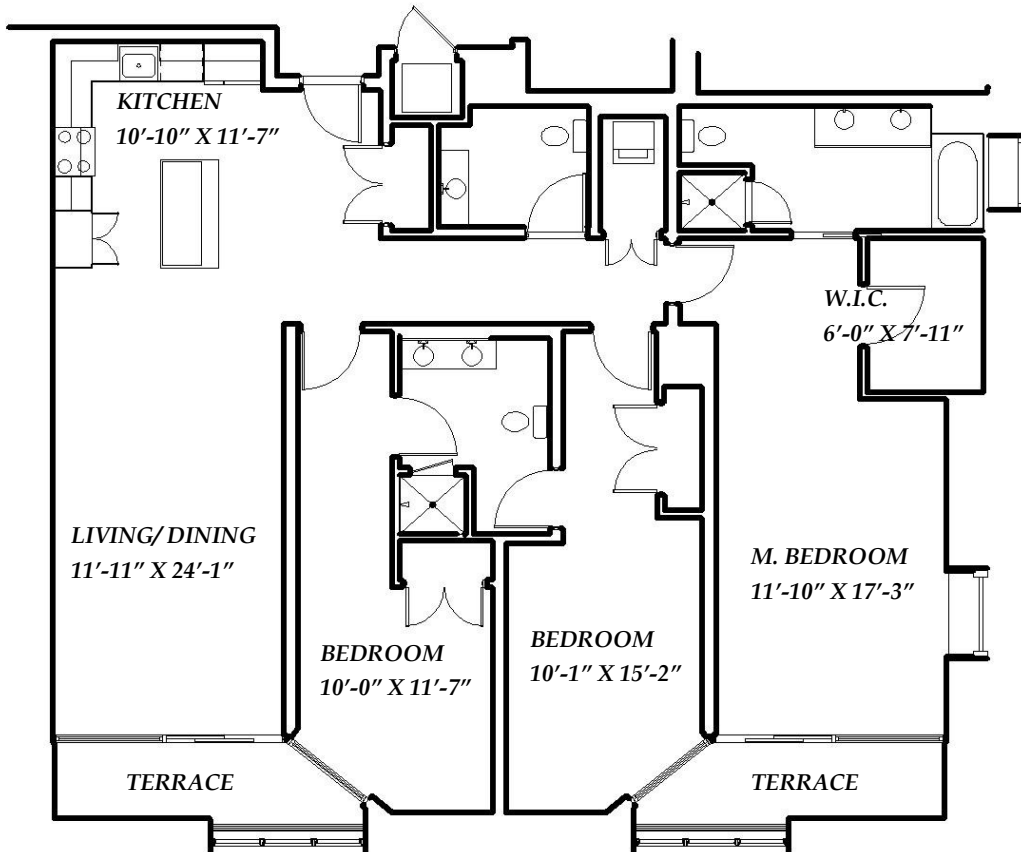 KITCHEN
10′-10″ X 11′-7″
W.I.C.
6′-0″ X 7′-11″
LIVING/ DINING
11′-11″ X 24′-1″
M. BEDROOM
11′-10″ X 17′-3″
BEDROOM
10′-0″ X 11′-7″
BEDROOM
10′-1″ X 15′-2″
TERRACE
TERRACE